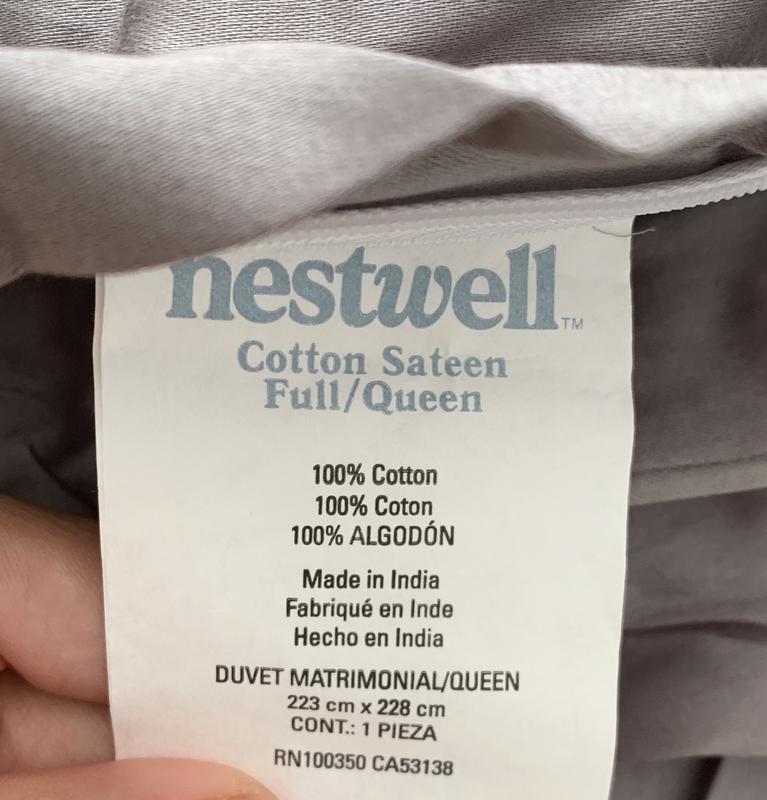 nestwell™
Cotton Sateen
Full/Queen
100% Cotton
100% Coton
100% ALGODÓN
Made in India
Fabriqué en Inde
Hecho en India
DUVET MATRIMONIAL/QUEEN
223 cm x 228 cm
CONT.: 1 PIEZA
RN100350 CA53138